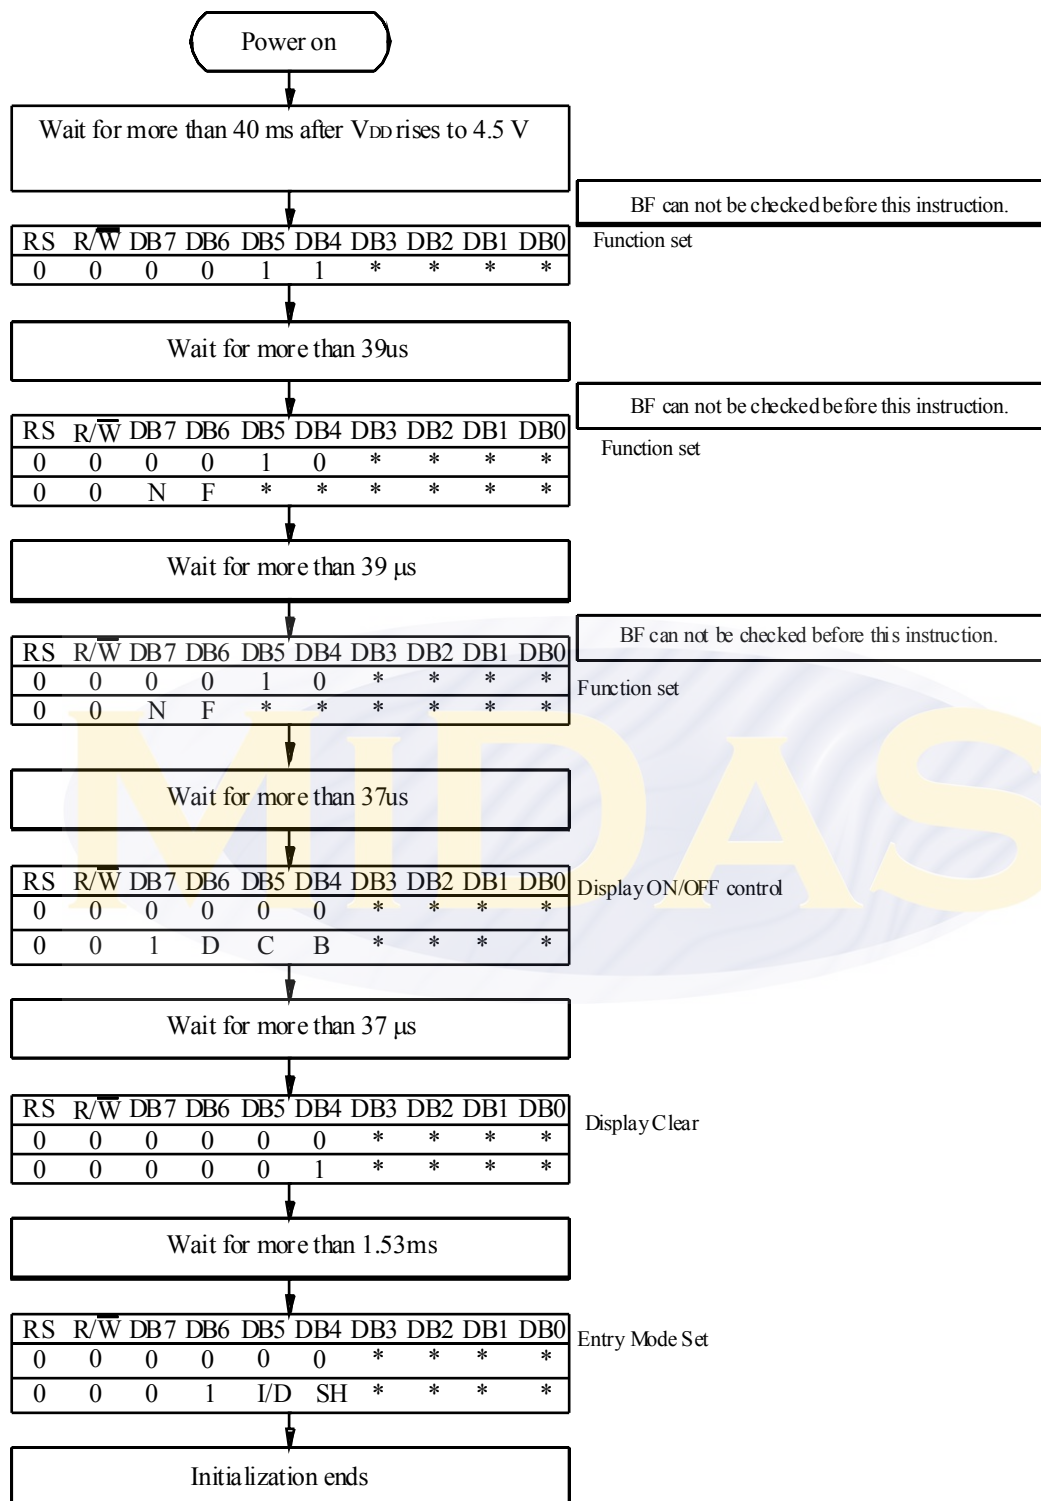 Power on
Wait for more than 40 ms after VDD rises to 4.5 V
BF can not be checked before this instruction.
RS R/W̅ DB7 DB6 DB5 DB4 DB3 DB2 DB1 DB0
Function set
0 0 0 0 1 1 * * * *
Wait for more than 39us
BF can not be checked before this instruction.
RS R/W̅ DB7 DB6 DB5 DB4 DB3 DB2 DB1 DB0
Function set
0 0 0 0 1 0 * * * *
0 0 N F * * * * * *
Wait for more than 39 μs
BF can not be checked before this instruction.
RS R/W̅ DB7 DB6 DB5 DB4 DB3 DB2 DB1 DB0
0 0 0 0 1 0 * * * *
Function set
0 0 N F * * * * * *
MIDAS
Wait for more than 37us
RS R/W̅ DB7 DB6 DB5 DB4 DB3 DB2 DB1 DB0
Display ON/OFF control
0 0 0 0 0 0 * * * *
0 0 1 D C B * * * *
Wait for more than 37 μs
RS R/W̅ DB7 DB6 DB5 DB4 DB3 DB2 DB1 DB0
Display Clear
0 0 0 0 0 0 * * * *
0 0 0 0 0 1 * * * *
Wait for more than 1.53ms
RS R/W̅ DB7 DB6 DB5 DB4 DB3 DB2 DB1 DB0
Entry Mode Set
0 0 0 0 0 0 * * * *
0 0 0 1 I/D SH * * * *
Initialization ends